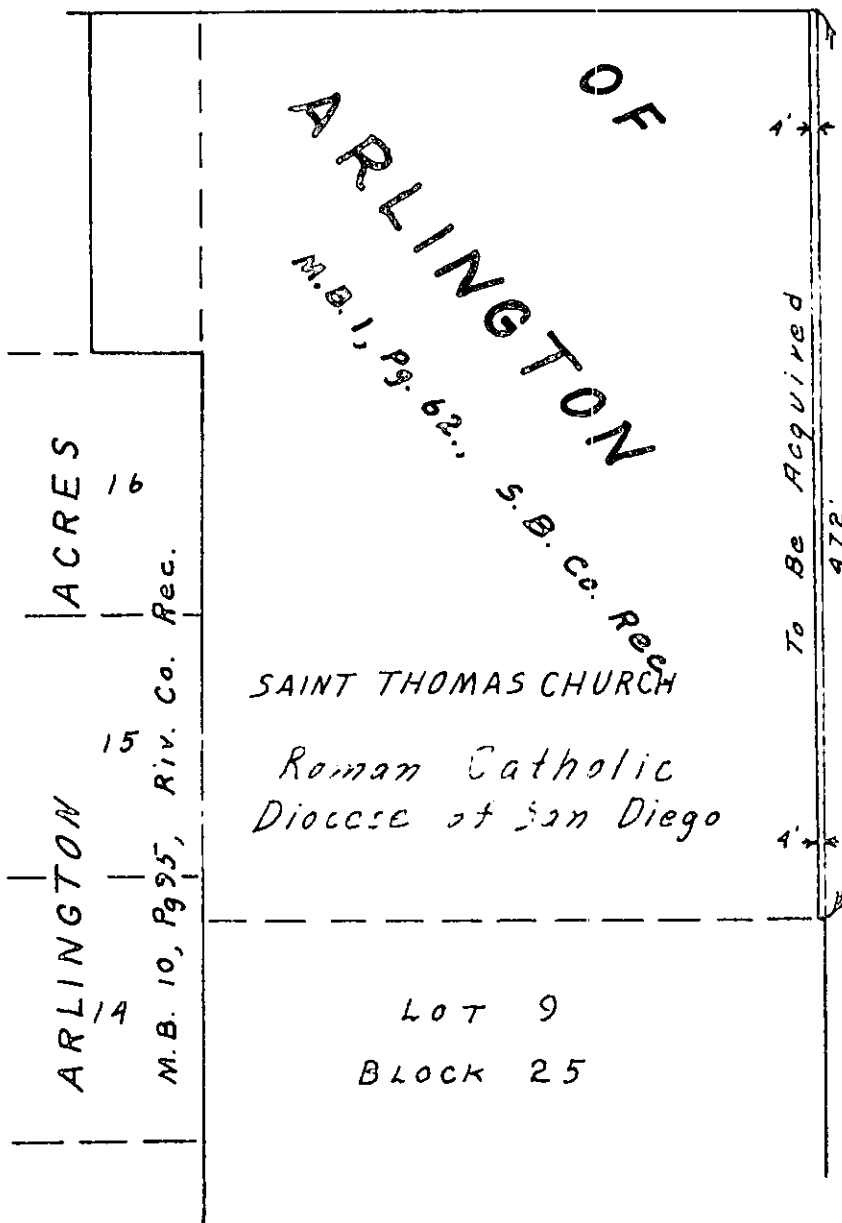 OF
ARLINGTON
M.B. 1, Pg. 62., S.B. Co. Rec
4'
To Be Acquired
472'
ARLINGTON ACRES
M.B. 10, Pg 95, Riv. Co. Rec.
16
15
14
SAINT THOMAS CHURCH
Roman Catholic
Diocese of San Diego
4'
LOT 9
BLOCK 25